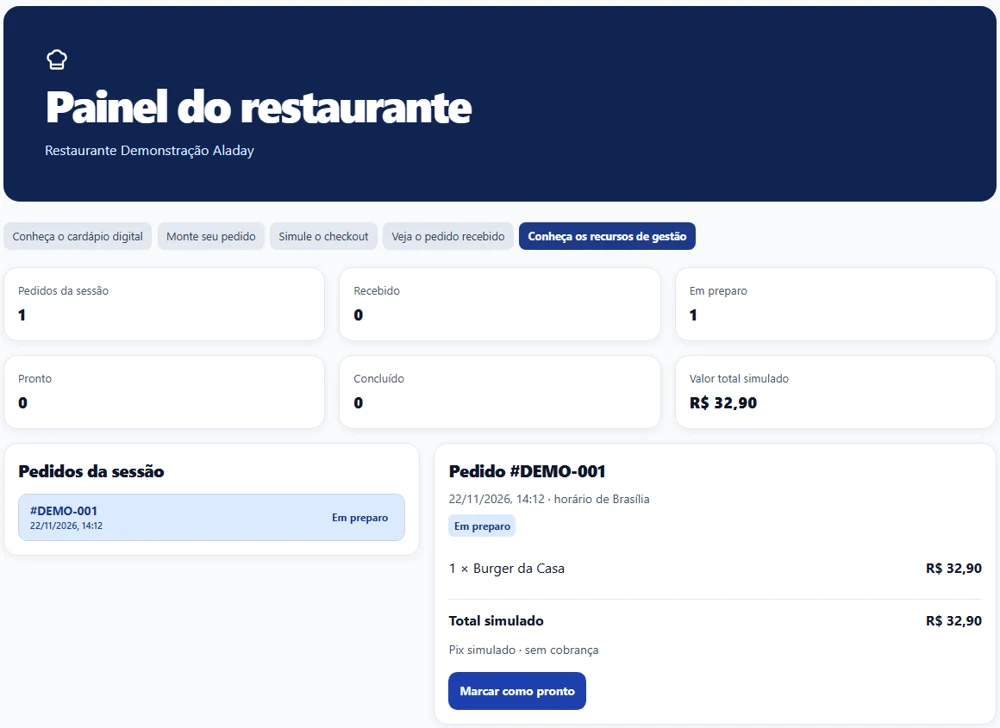 Painel do restaurante
Restaurante Demonstração Aladay
Conheça o cardápio digital
Monte seu pedido
Simule o checkout
Veja o pedido recebido
Conheça os recursos de gestão
Pedidos da sessão
1
Recebido
0
Em preparo
1
Pronto
0
Concluído
0
Valor total simulado
R$ 32,90
Pedidos da sessão
#DEMO-001
22/11/2026, 14:12
Em preparo
Pedido #DEMO-001
22/11/2026, 14:12 · horário de Brasília
Em preparo
1 × Burger da Casa R$ 32,90
Total simulado R$ 32,90
Pix simulado · sem cobrança
Marcar como pronto